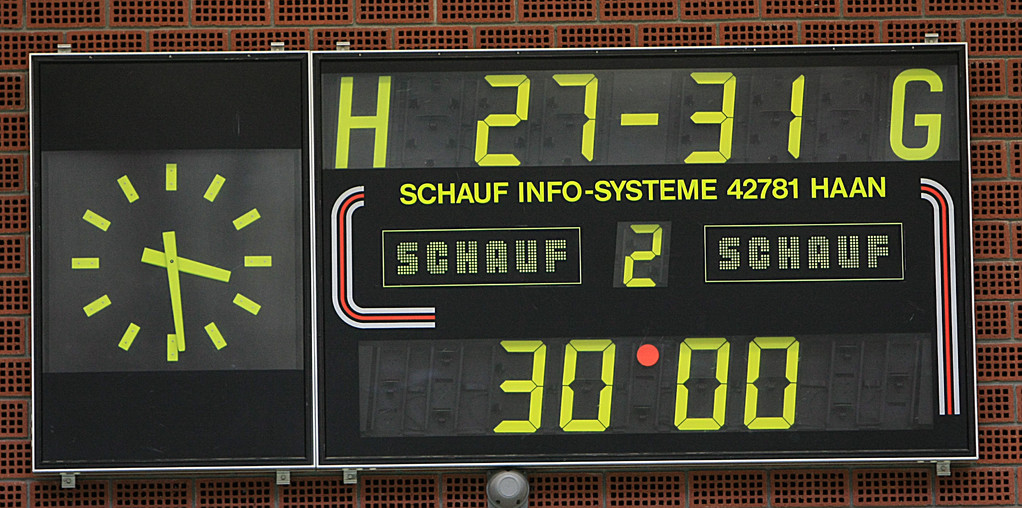 H 27-31 G
SCHAUF INFO-SYSTEME 42781 HAAN
SCHAUF 2 SCHAUF
30 00